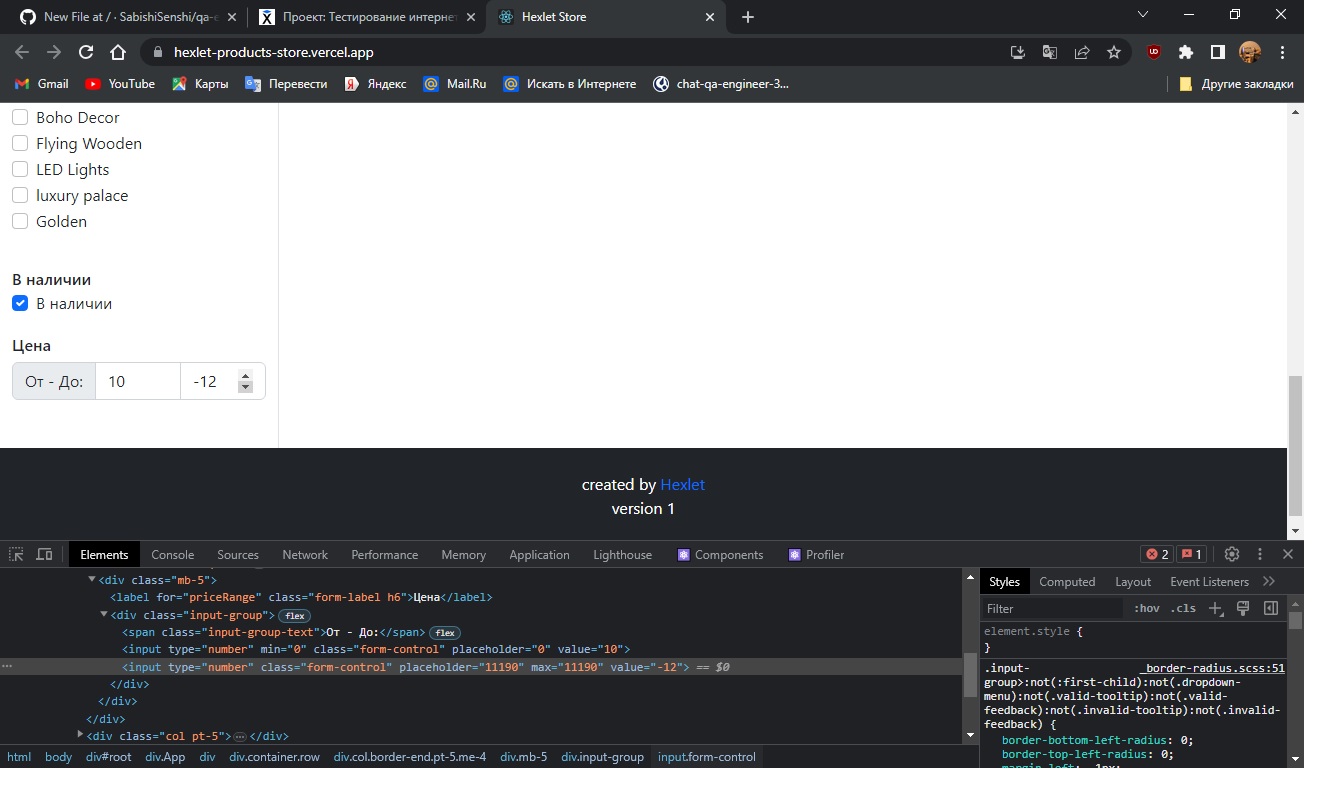 New File at / · SabishiSenshi/qa-e
Проект: Тестирование интернет
Hexlet Store
hexlet-products-store.vercel.app
Gmail YouTube Карты Перевести Яндекс Mail.Ru Искать в Интернете chat-qa-engineer-3... Другие закладки
Boho Decor
Flying Wooden
LED Lights
luxury palace
Golden
В наличии
В наличии
Цена
От - До: 10 -12
created by Hexlet
version 1
Elements Console Sources Network Performance Memory Application Lighthouse Components Profiler 2 1
<div class="mb-5">
<label for="priceRange" class="form-label h6">Цена</label>
<div class="input-group"> flex
<span class="input-group-text">От - До:</span> flex
<input type="number" min="0" class="form-control" placeholder="0" value="10">
<input type="number" class="form-control" placeholder="11190" max="11190" value="-12"> == $0
</div>
</div>
</div>
<div class="col pt-5">…</div>
html body div#root div.App div div.container.row div.col.border-end.pt-5.me-4 div.mb-5 div.input-group input.form-control
Styles Computed Layout Event Listeners
Filter :hov .cls
element.style {
}
_border-radius.scss:51
.input-
group>:not(:first-child):not(.dropdown-
menu):not(.valid-tooltip):not(.valid-
feedback):not(.invalid-tooltip):not(.invalid-
feedback) {
border-bottom-left-radius: 0;
border-top-left-radius: 0;
margin-left: -1px;